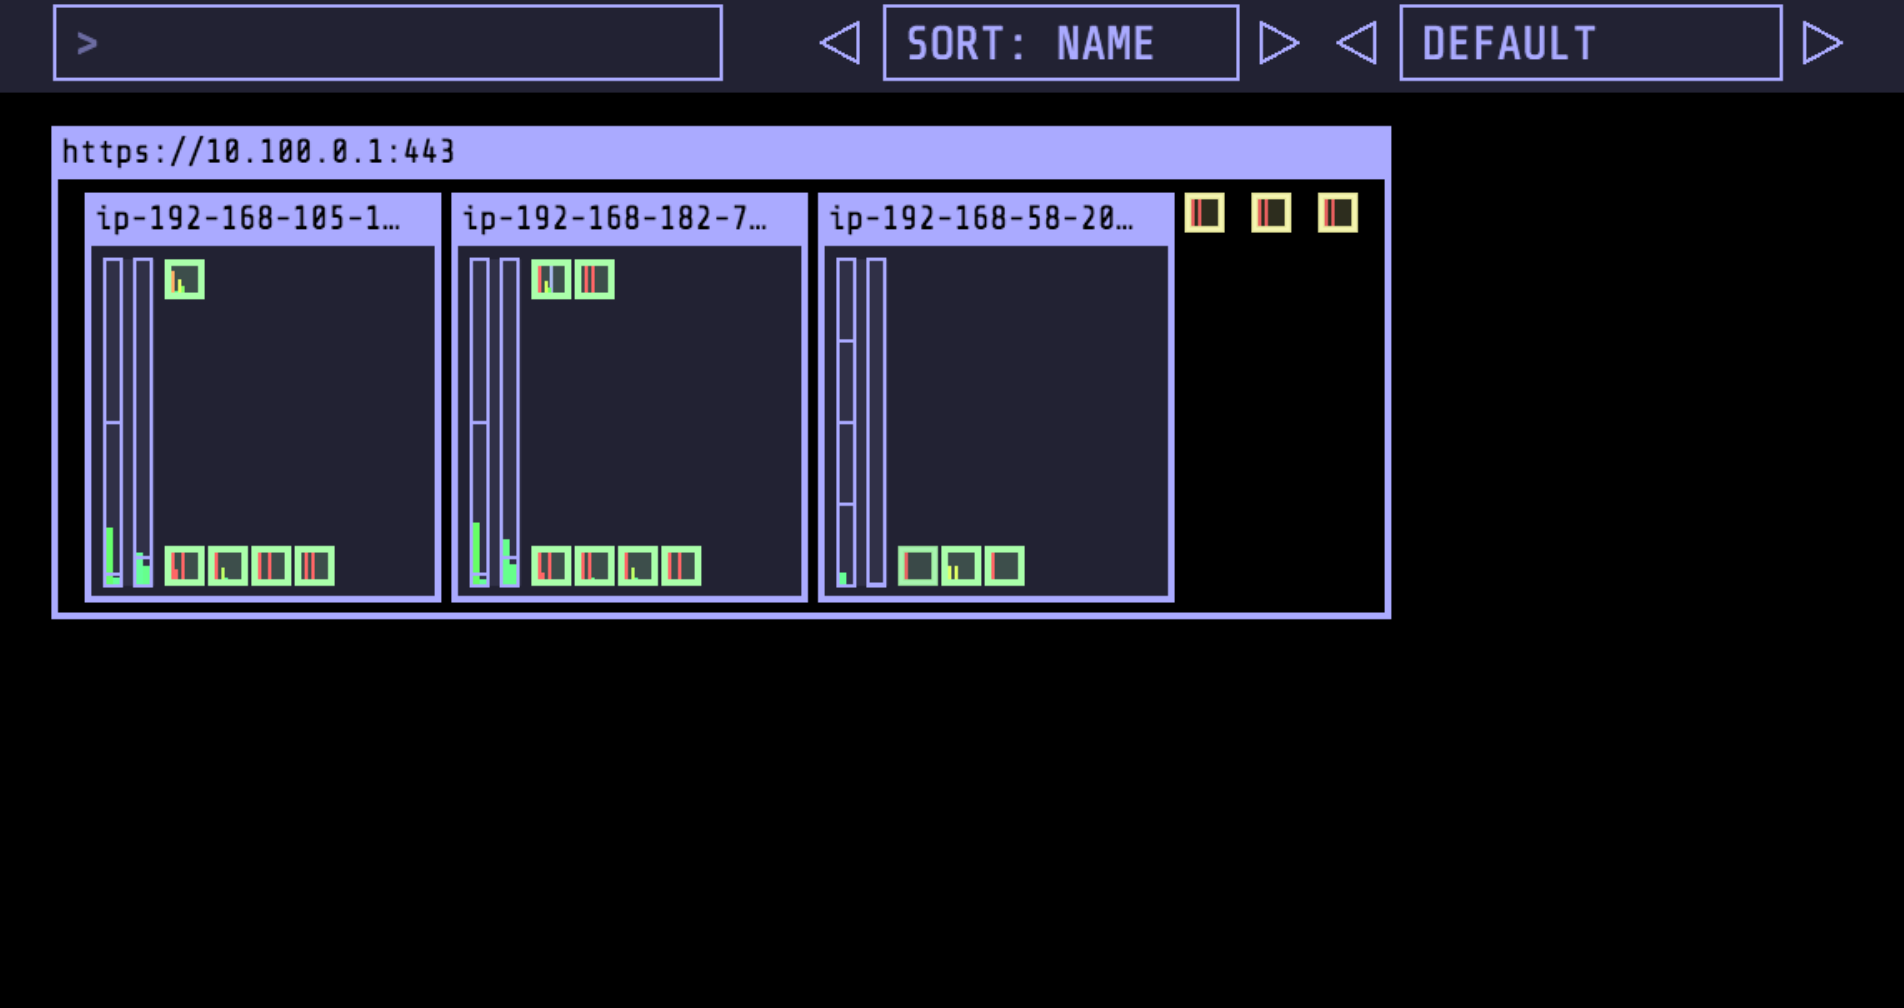 >
SORT: NAME
DEFAULT
https://10.100.0.1:443
ip-192-168-105-1…
ip-192-168-182-7…
ip-192-168-58-20…